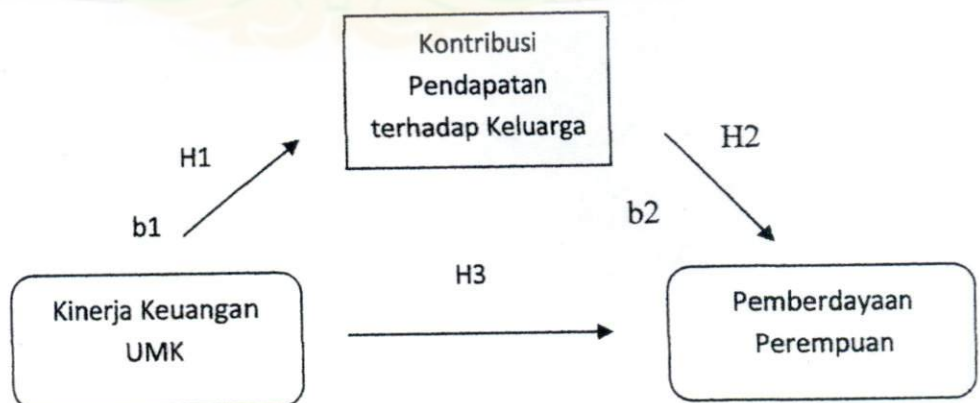 Kontribusi
Pendapatan
terhadap Keluarga
H1
H2
b1
b2
H3
Kinerja Keuangan
UMK
Pemberdayaan
Perempuan